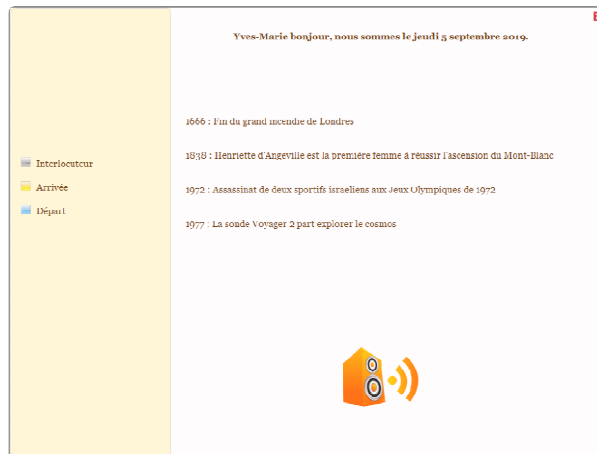 Yves-Marie bonjour, nous sommes le jeudi 5 septembre 2019.
1666 : Fin du grand incendie de Londres
1838 : Henriette d'Angeville est la première femme à réussir l'ascension du Mont-Blanc
1972 : Assassinat de deux sportifs israeliens aux Jeux Olympiques de 1972
1977 : La sonde Voyager 2 part explorer le cosmos
Interlocuteur
Arrivée
Départ